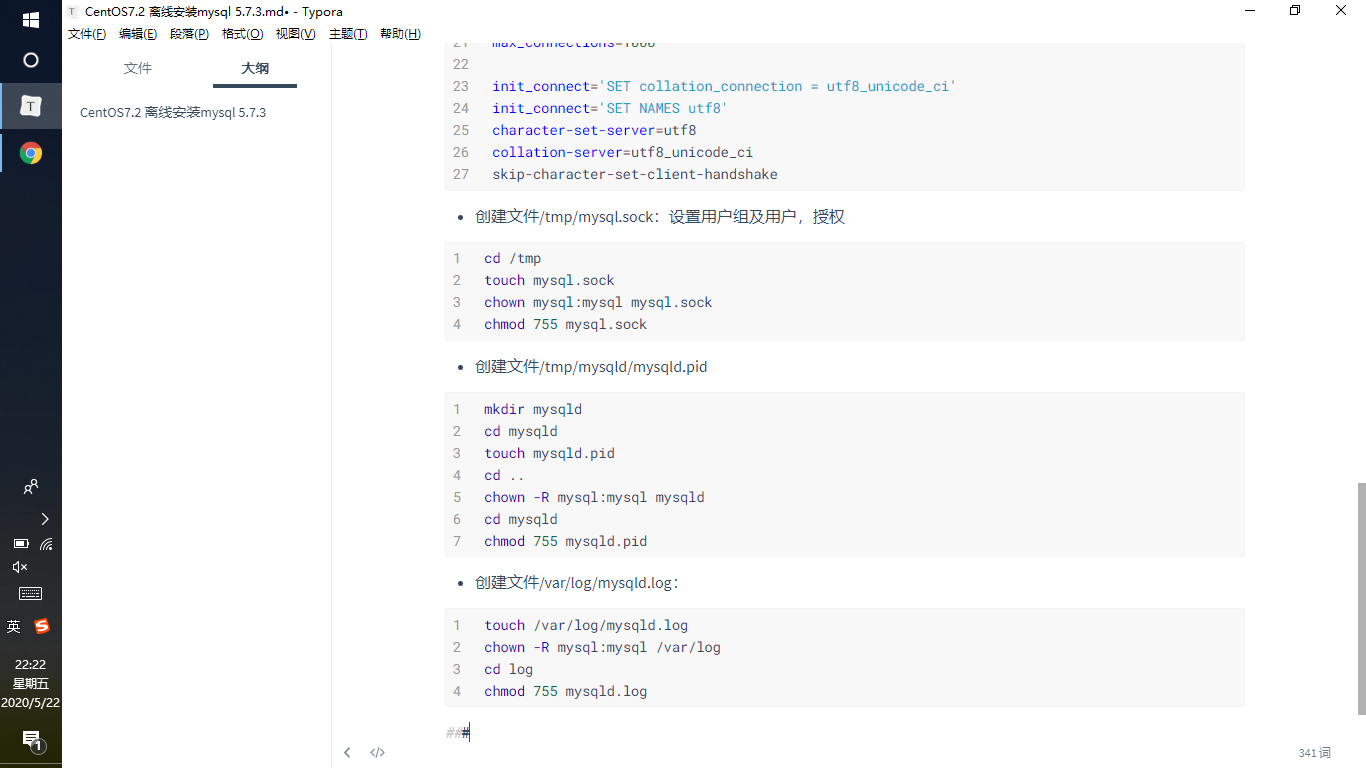 CentOS7.2 离线安装mysql 5.7.3.md• - Typora
文件(F) 编辑(E) 段落(P) 格式(O) 视图(V) 主题(T) 帮助(H)
文件 大纲
CentOS7.2 离线安装mysql 5.7.3
21 max_connections=1000
22
23 init_connect='SET collation_connection = utf8_unicode_ci'
24 init_connect='SET NAMES utf8'
25 character-set-server=utf8
26 collation-server=utf8_unicode_ci
27 skip-character-set-client-handshake
• 创建文件/tmp/mysql.sock：设置用户组及用户，授权
1 cd /tmp
2 touch mysql.sock
3 chown mysql:mysql mysql.sock
4 chmod 755 mysql.sock
• 创建文件/tmp/mysqld/mysqld.pid
1 mkdir mysqld
2 cd mysqld
3 touch mysqld.pid
4 cd ..
5 chown -R mysql:mysql mysqld
6 cd mysqld
7 chmod 755 mysqld.pid
• 创建文件/var/log/mysqld.log：
1 touch /var/log/mysqld.log
2 chown -R mysql:mysql /var/log
3 cd log
4 chmod 755 mysqld.log
###
341 词
英
22:22
星期五
2020/5/22
1